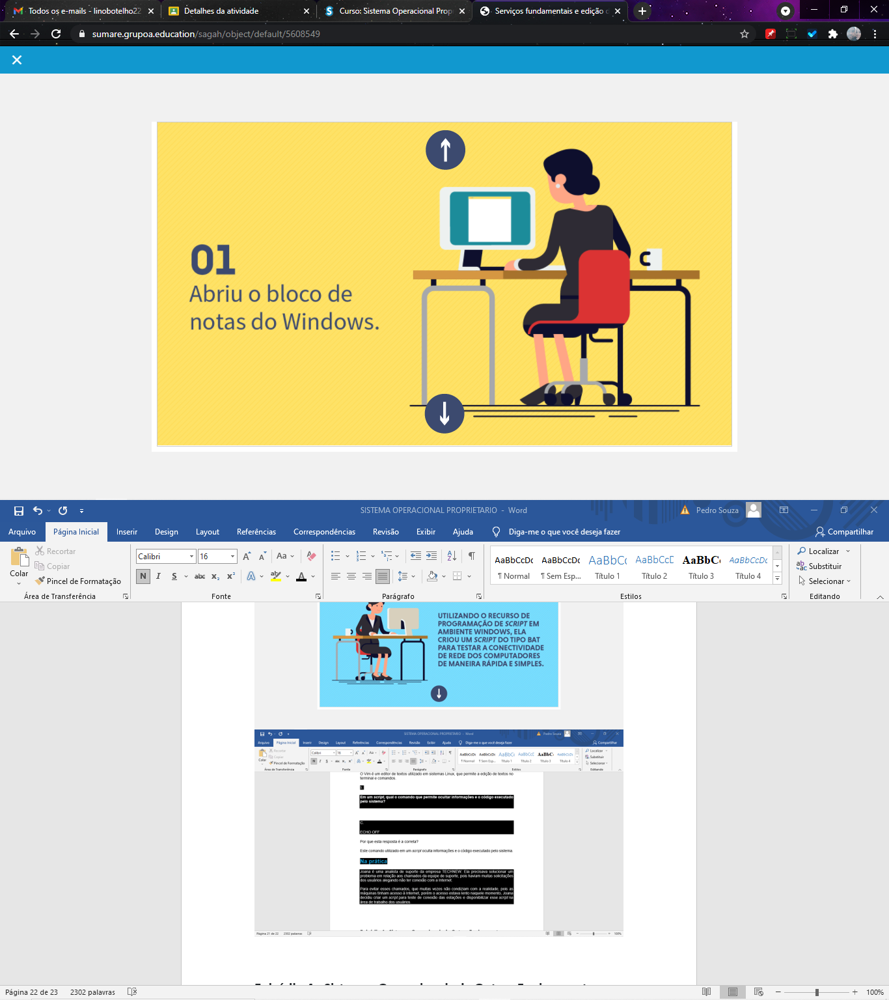 Todos os e-mails - linobotelho22
Detalhes da atividade
Curso: Sistema Operacional Prop
Serviços fundamentais e edição d
sumare.grupoa.education/sagah/object/default/5608549
01
Abriu o bloco de
notas do Windows.
SISTEMA OPERACIONAL PROPRIETARIO - Word
Pedro Souza
Arquivo Página Inicial Inserir Design Layout Referências Correspondências Revisão Exibir Ajuda Diga-me o que você deseja fazer Compartilhar
Colar
Recortar
Copiar
Pincel de Formatação
Área de Transferência
Calibri 16
Aa
N I S abc x₂ x²
Fonte
Parágrafo
AaBbCcDc AaBbCcDc AaBbCc AaBbCcD AaBbC AaBbCcDc
¶ Normal ¶ Sem Esp... Título 1 Título 2 Título 3 Título 4
Estilos
Localizar
Substituir
Selecionar
Editando
UTILIZANDO O RECURSO DE
PROGRAMAÇÃO DE SCRIPT EM
AMBIENTE WINDOWS, ELA
CRIOU UM SCRIPT DO TIPO BAT
PARA TESTAR A CONECTIVIDADE
DE REDE DOS COMPUTADORES
DE MANEIRA RÁPIDA E SIMPLES.
SISTEMA OPERACIONAL PROPRIETARIO - Word
Pedro Souza
Arquivo Página Inicial Inserir Design Layout Referências Correspondências Revisão Exibir Ajuda Diga-me o que você deseja fazer Compartilhar
Colar
Recortar
Copiar
Pincel de Formatação
Área de Transferência
Calibri 16
Fonte
Parágrafo
¶ Normal ¶ Sem Esp... Título 1 Título 2 Título 3 Título 4
Estilos
Localizar
Substituir
Selecionar
Editando
O Vim é um editor de textos utilizado em sistemas Linux, que permite a edição de textos no
terminal e comandos.
Em um script, qual o comando que permite ocultar informações e o código executado
pelo sistema?
C.
ECHO OFF
Por que esta resposta é a correta?
Este comando utilizado em um script oculta informações e o código executado pelo sistema.
Na prática
Joana é uma analista de suporte da empresa TECHNEW. Ela precisava solucionar um
problema em relação aos chamados da equipe de suporte, pois haviam muitas solicitações
dos usuários alegando não ter conexão com a Internet.
Para evitar esses chamados, que muitas vezes não condiziam com a realidade, pois as
máquinas tinham acesso à Internet, porém o acesso estava lento naquele momento, Joana
decidiu criar um script para teste de conexão das estações e disponibilizar esse script na
área de trabalho dos usuários.
Página 21 de 22 2302 palavras
100%
Página 22 de 23 2302 palavras
100%